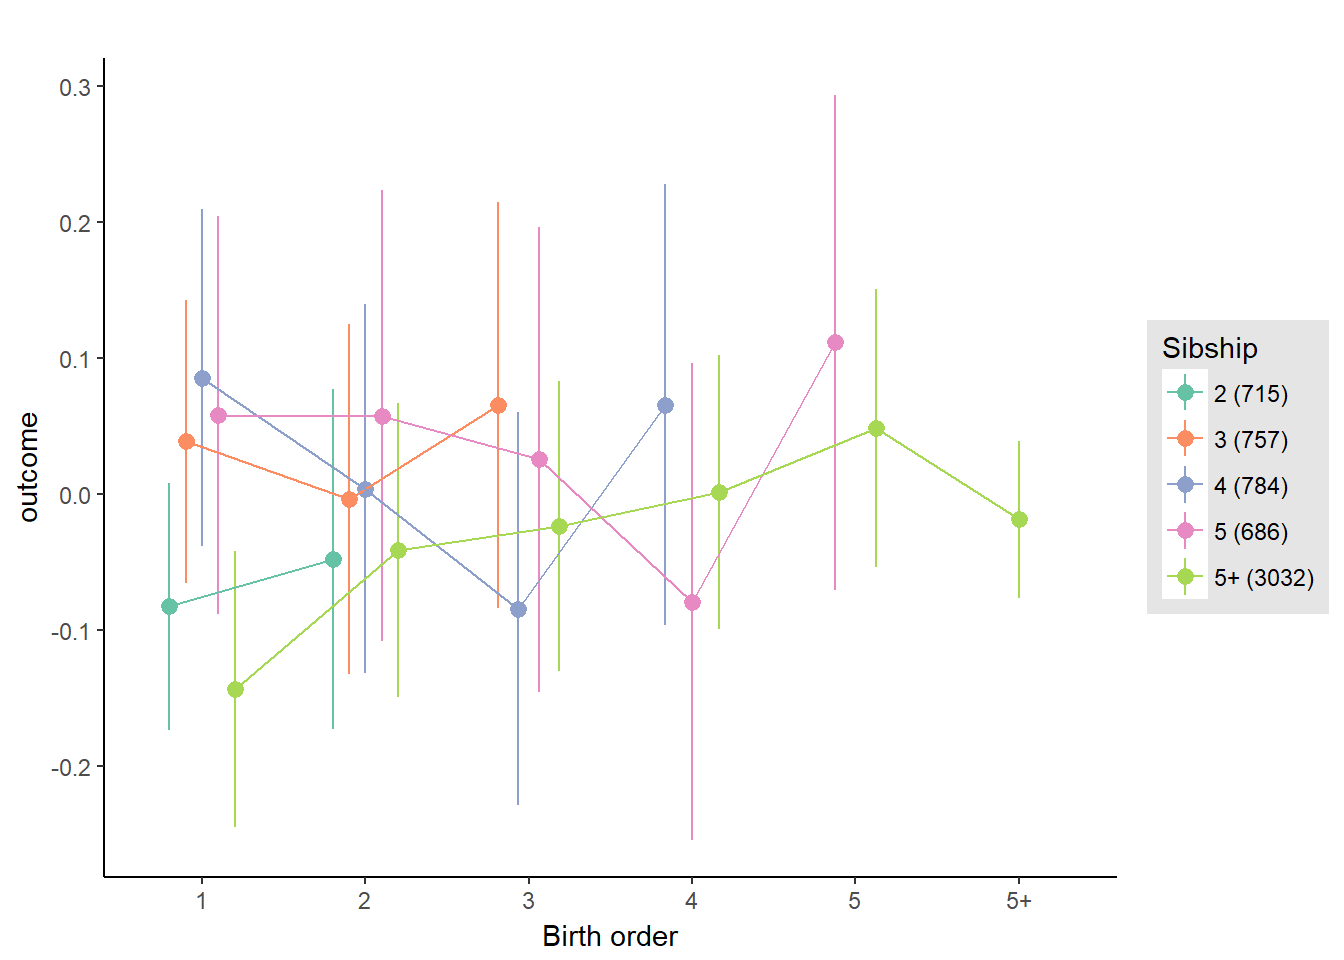 0.3
0.2
0.1
0.0
-0.1
-0.2
outcome
1 2 3 4 5 5+
Birth order
Sibship
2 (715)
3 (757)
4 (784)
5 (686)
5+ (3032)